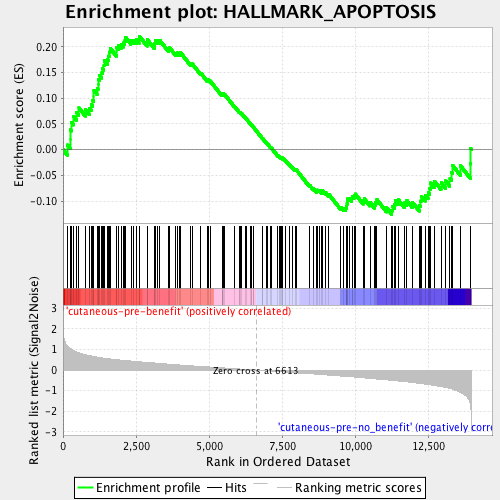 Enrichment plot: HALLMARK_APOPTOSIS
Enrichment score (ES)
0.20
0.15
0.10
0.05
0.00
-0.05
-0.10
'cutaneous-pre-benefit' (positively correlated)
Ranked list metric (Signal2Noise)
3
2
1
0
-1
-2
-3
Zero cross at 6613
'cutaneous-pre-no_benefit' (negatively corre
0 2,500 5,000 7,500 10,000 12,500
Rank in Ordered Dataset
Enrichment profile Hits Ranking metric scores